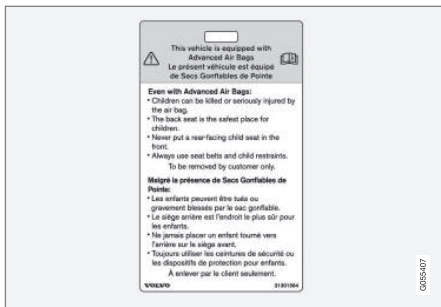 This vehicle is equipped with
Advanced Air Bags
Le présent véhicule est équipé
de Sacs Gonflables de Pointe
Even with Advanced Air Bags:
• Children can be killed or seriously injured by
the air bag.
• The back seat is the safest place for
children.
• Never put a rear-facing child seat in the
front.
• Always use seat belts and child restraints.
To be removed by customer only.
Malgré la présence de Sacs Gonflables de
Pointe:
• Les enfants peuvent être tués ou
gravement blessés par le sac gonflable.
• Le siège arrière est l'endroit le plus sûr pour
les enfants.
• Ne jamais placer un enfant tourné vers
l'arrière sur le siège avant.
• Toujours utiliser les ceintures de sécurité ou
les dispositifs de protection pour enfants.
À enlever par le client seulement.
VOLVO 31301564
G055407